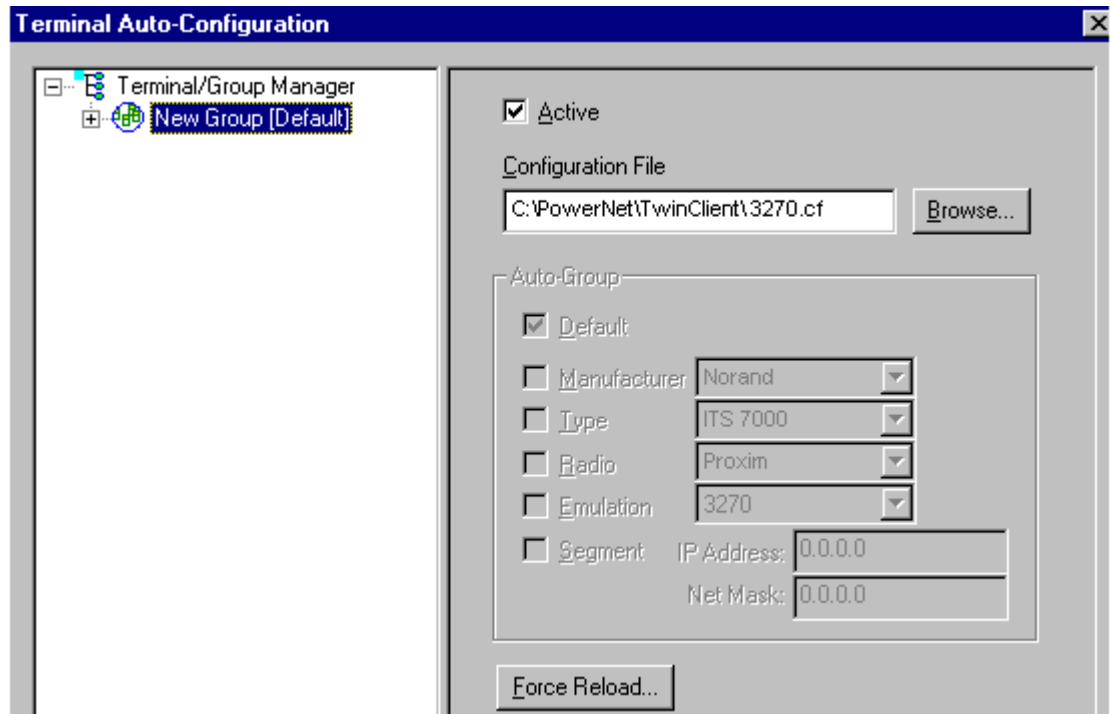 Terminal Auto-Configuration
Terminal/Group Manager
New Group [Default]
Active
Configuration File
C:\PowerNet\TwinClient\3270.cf
Browse...
Auto-Group
Default
Manufacturer Norand
Type ITS 7000
Radio Proxim
Emulation 3270
Segment IP Address: 0.0.0.0
Net Mask: 0.0.0.0
Force Reload...